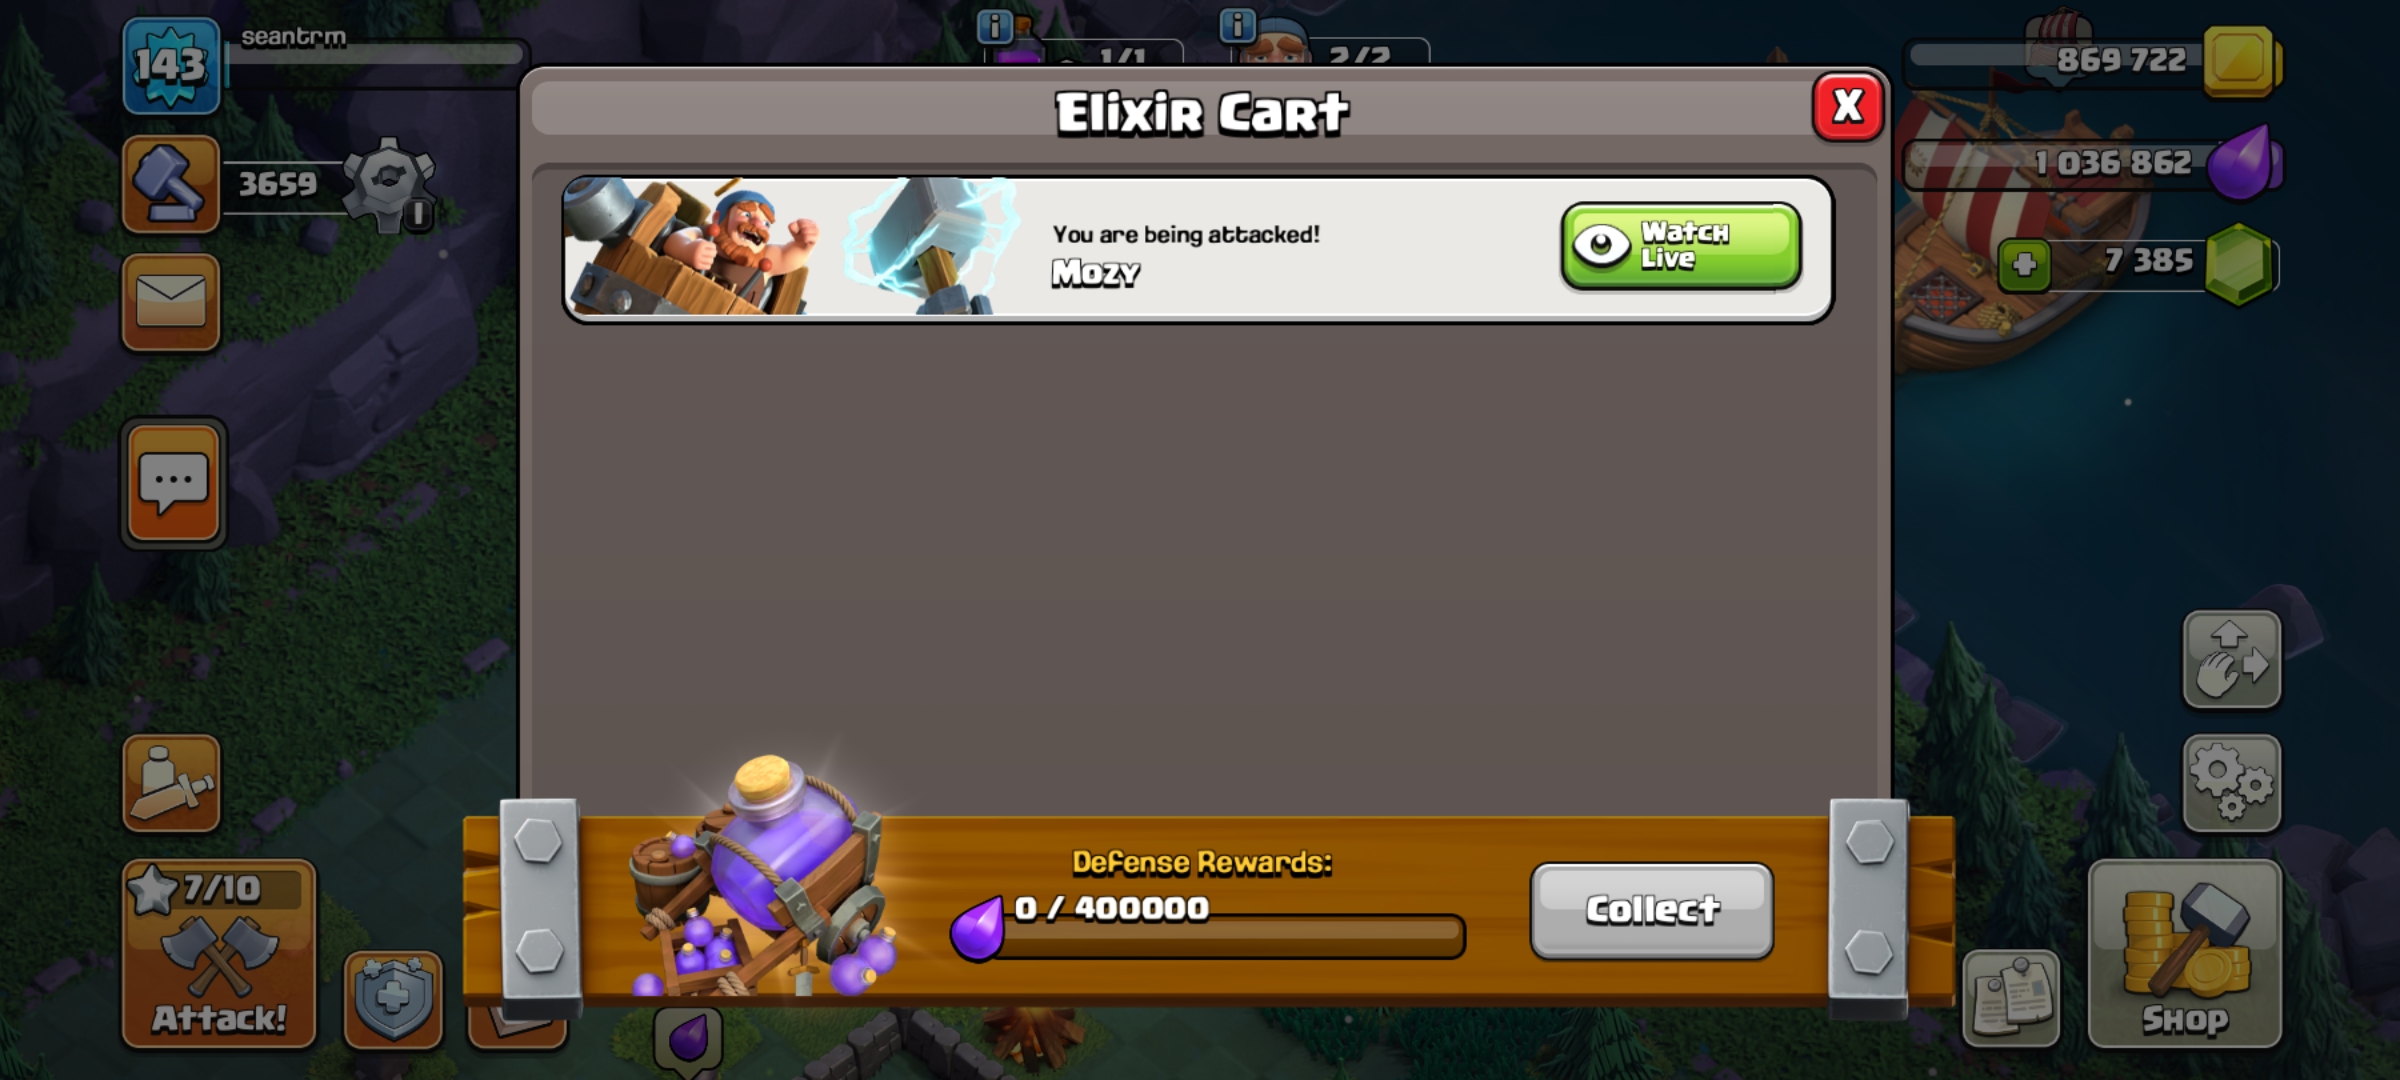 143
seantrm
1/1
2/2
869 722
Elixir Cart
X
3659
1 036 862
You are being attacked!
Mozy
Watch
Live
7 385
Defense Rewards:
0 / 400000
Collect
7/10
Attack!
Shop